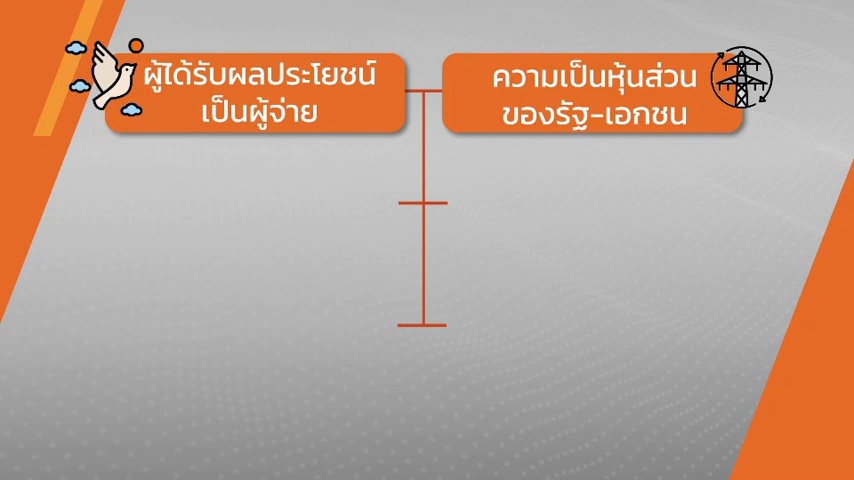 ผู้ได้รับผลประโยชน์
เป็นผู้จ่าย
ความเป็นหุ้นส่วน
ของรัฐ-เอกชน